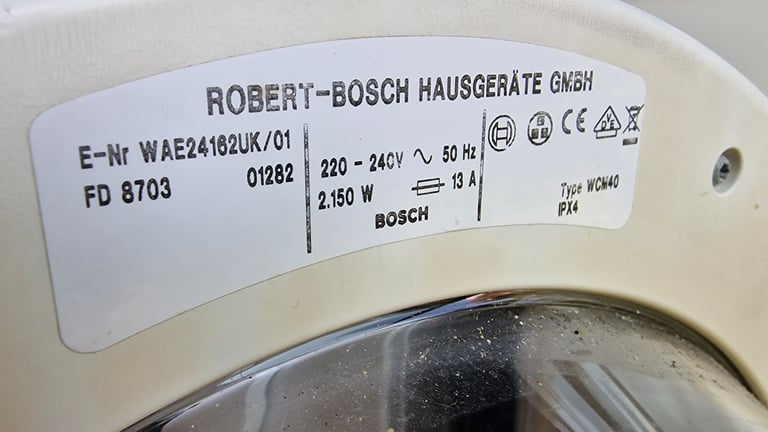 ROBERT-BOSCH HAUSGERÄTE GMBH
E-Nr WAE24162UK/01
FD 8703 01282
220 - 240V ~ 50 Hz
2.150 W 13 A
BOSCH
CE
VDE
Type WCM40
IPX4